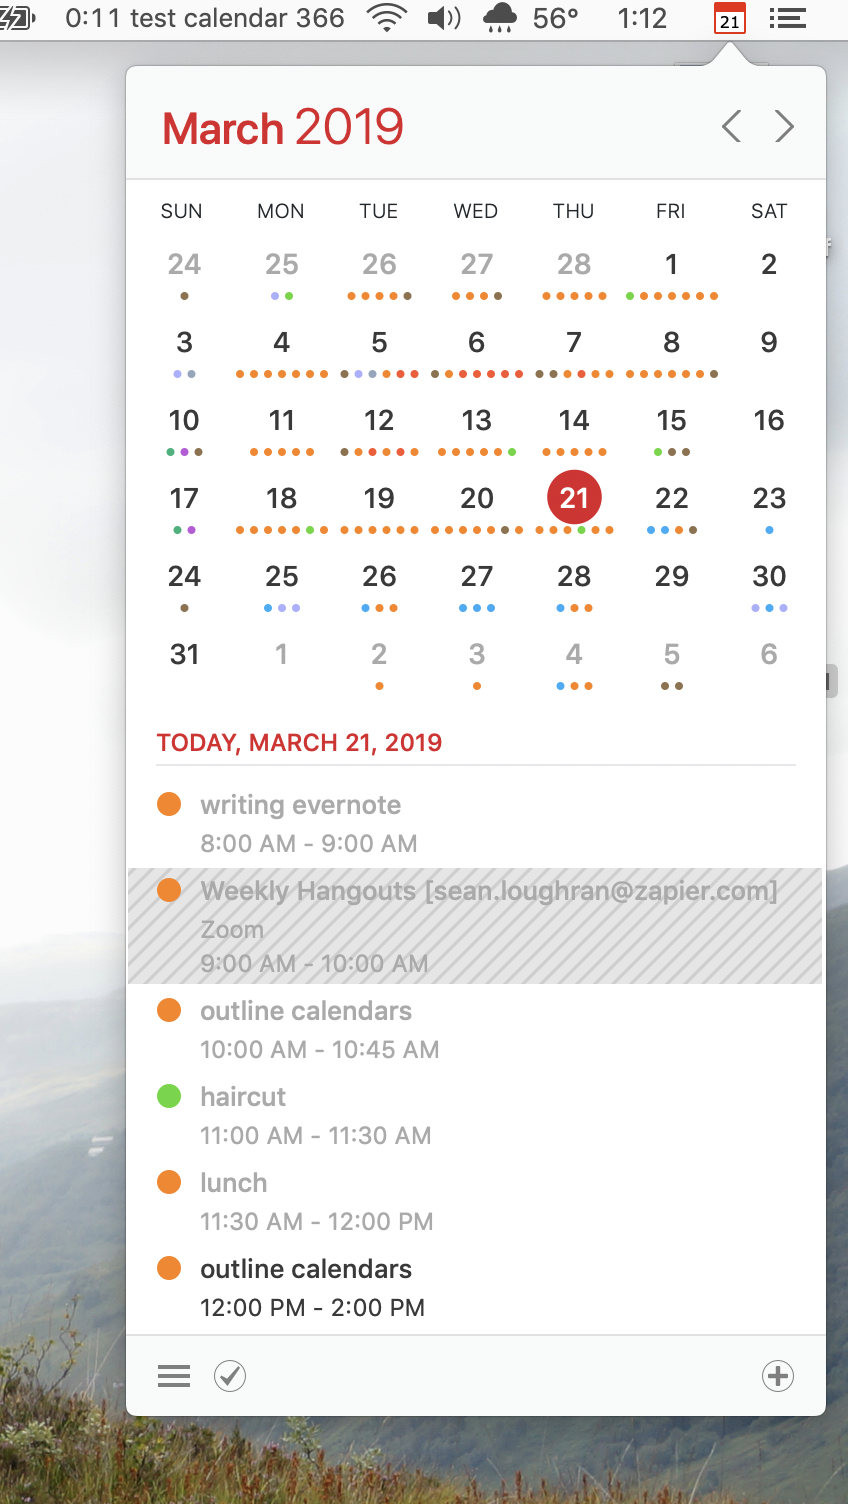 0:11 test calendar 366 56° 1:12 21
March 2019
SUN MON TUE WED THU FRI SAT
24 25 26 27 28 1 2
3 4 5 6 7 8 9
10 11 12 13 14 15 16
17 18 19 20 21 22 23
24 25 26 27 28 29 30
31 1 2 3 4 5 6
TODAY, MARCH 21, 2019
writing evernote
8:00 AM - 9:00 AM
Weekly Hangouts [sean.loughran@zapier.com]
Zoom
9:00 AM - 10:00 AM
outline calendars
10:00 AM - 10:45 AM
haircut
11:00 AM - 11:30 AM
lunch
11:30 AM - 12:00 PM
outline calendars
12:00 PM - 2:00 PM